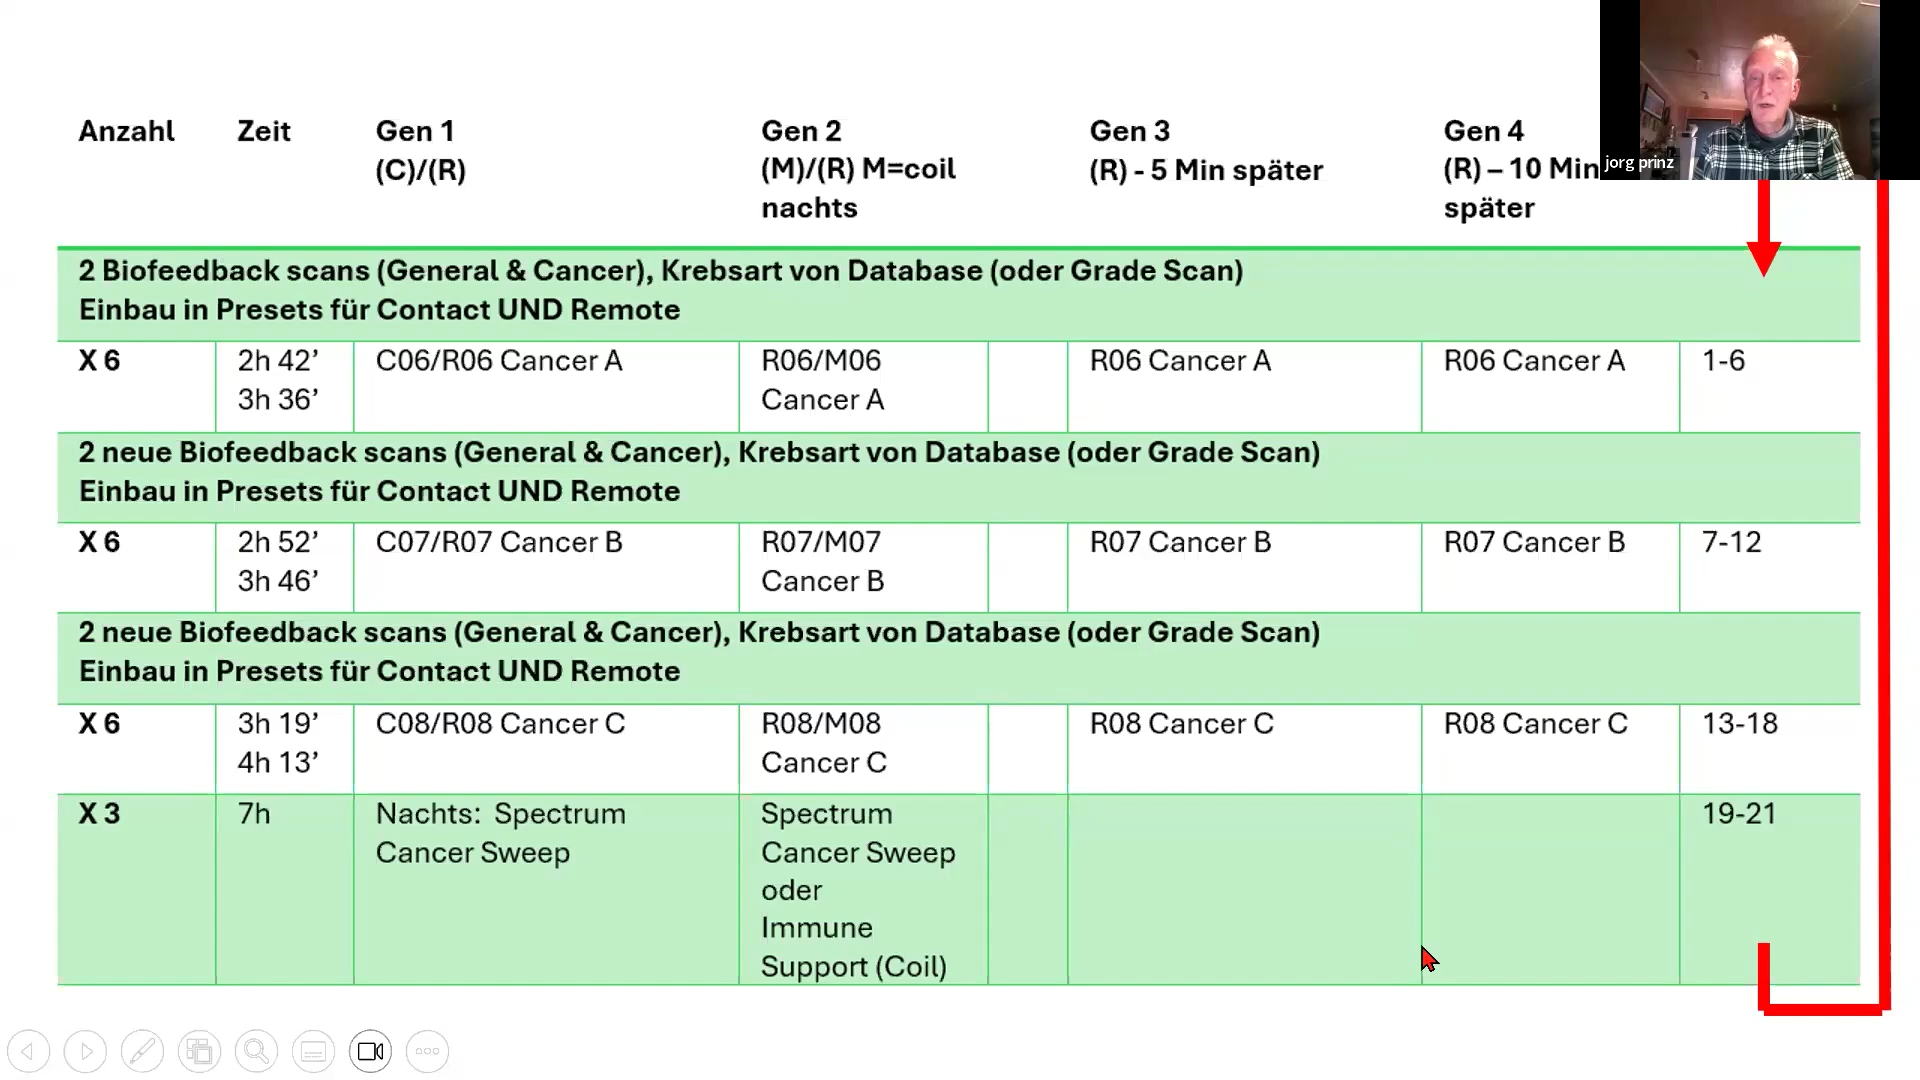 jorg prinz
Anzahl
Zeit
Gen 1
(C)/(R)
Gen 2
(M)/(R) M=coil
nachts
Gen 3
(R) - 5 Min später
Gen 4
(R) – 10 Min
später
2 Biofeedback scans (General & Cancer), Krebsart von Database (oder Grade Scan)
Einbau in Presets für Contact UND Remote
X 6
2h 42’
3h 36’
C06/R06 Cancer A
R06/M06
Cancer A
R06 Cancer A
R06 Cancer A
1-6
2 neue Biofeedback scans (General & Cancer), Krebsart von Database (oder Grade Scan)
Einbau in Presets für Contact UND Remote
X 6
2h 52’
3h 46’
C07/R07 Cancer B
R07/M07
Cancer B
R07 Cancer B
R07 Cancer B
7-12
2 neue Biofeedback scans (General & Cancer), Krebsart von Database (oder Grade Scan)
Einbau in Presets für Contact UND Remote
X 6
3h 19’
4h 13’
C08/R08 Cancer C
R08/M08
Cancer C
R08 Cancer C
R08 Cancer C
13-18
X 3
7h
Nachts: Spectrum
Cancer Sweep
Spectrum
Cancer Sweep
oder
Immune
Support (Coil)
19-21